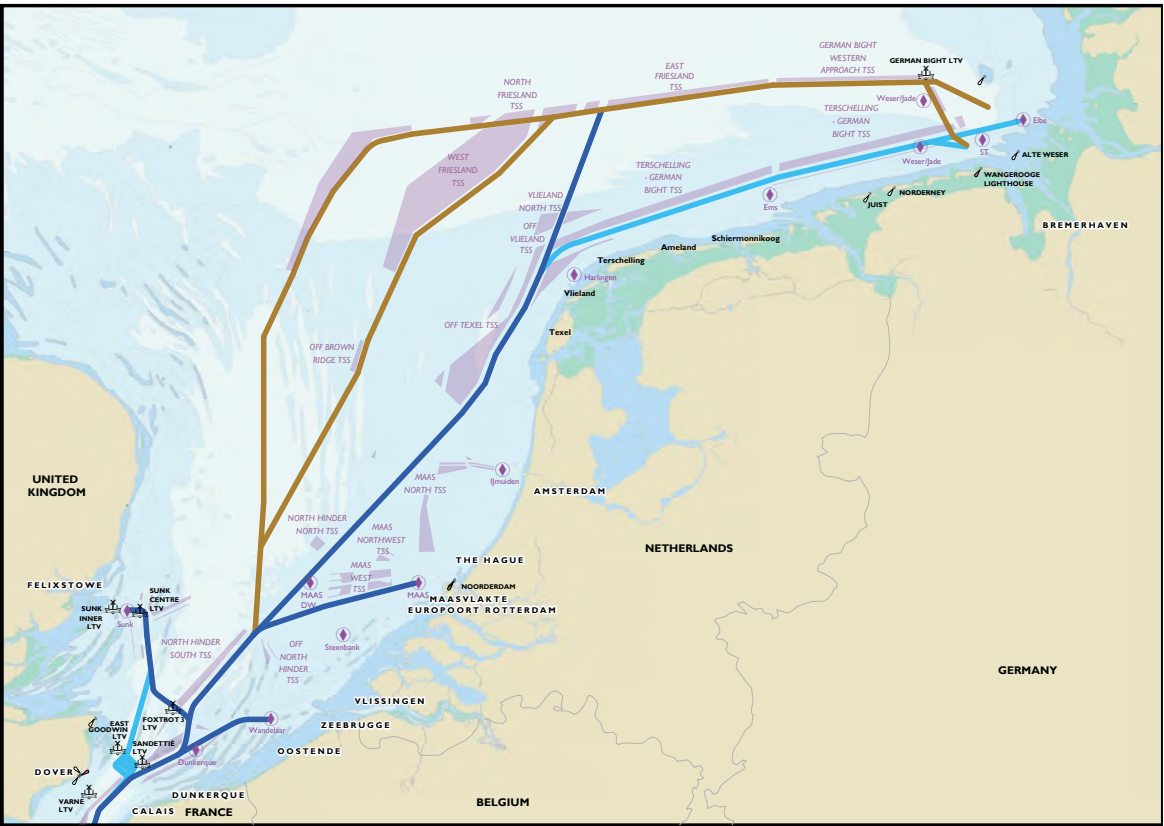 GERMAN BIGHT
WESTERN
APPROACH TSS
GERMAN BIGHT LTV
EAST
FRIESLAND
TSS
NORTH
FRIESLAND
TSS
Weser/Jade
TERSCHELLING
- GERMAN
BIGHT TSS
Elbe
ST
ALTE WESER
Weser/Jade
WEST
FRIESLAND
TSS
TERSCHELLING
- GERMAN
BIGHT TSS
WANGEROOGE
LIGHTHOUSE
NORDERNEY
JUIST
Ems
VLIELAND
NORTH TSS
OFF
VLIELAND
TSS
BREMERHAVEN
Schiermonnikoog
Ameland
Terschelling
Harlingen
Vlieland
OFF TEXEL TSS
Texel
OFF BROWN
RIDGE TSS
UNITED
KINGDOM
MAAS
NORTH TSS
IJmuiden
AMSTERDAM
NORTH HINDER
NORTH TSS
MAAS
NORTHWEST
TSS
NETHERLANDS
THE HAGUE
MAAS
WEST
TSS
FELIXSTOWE
SUNK
CENTRE
LTV
SUNK
INNER
LTV
Sunk
MAAS
DW
MAAS
NOORDERDAM
MAASVLAKTE
EUROPOORT ROTTERDAM
NORTH HINDER
SOUTH TSS
OFF
NORTH
HINDER
TSS
Steenbank
GERMANY
VLISSINGEN
FOXTROT 3
LTV
EAST
GOODWIN
LTV
Wandelaar
ZEEBRUGGE
SANDETTIÉ
LTV
OOSTENDE
Dunkerque
DOVER
VARNE
LTV
DUNKERQUE
CALAIS
FRANCE
BELGIUM